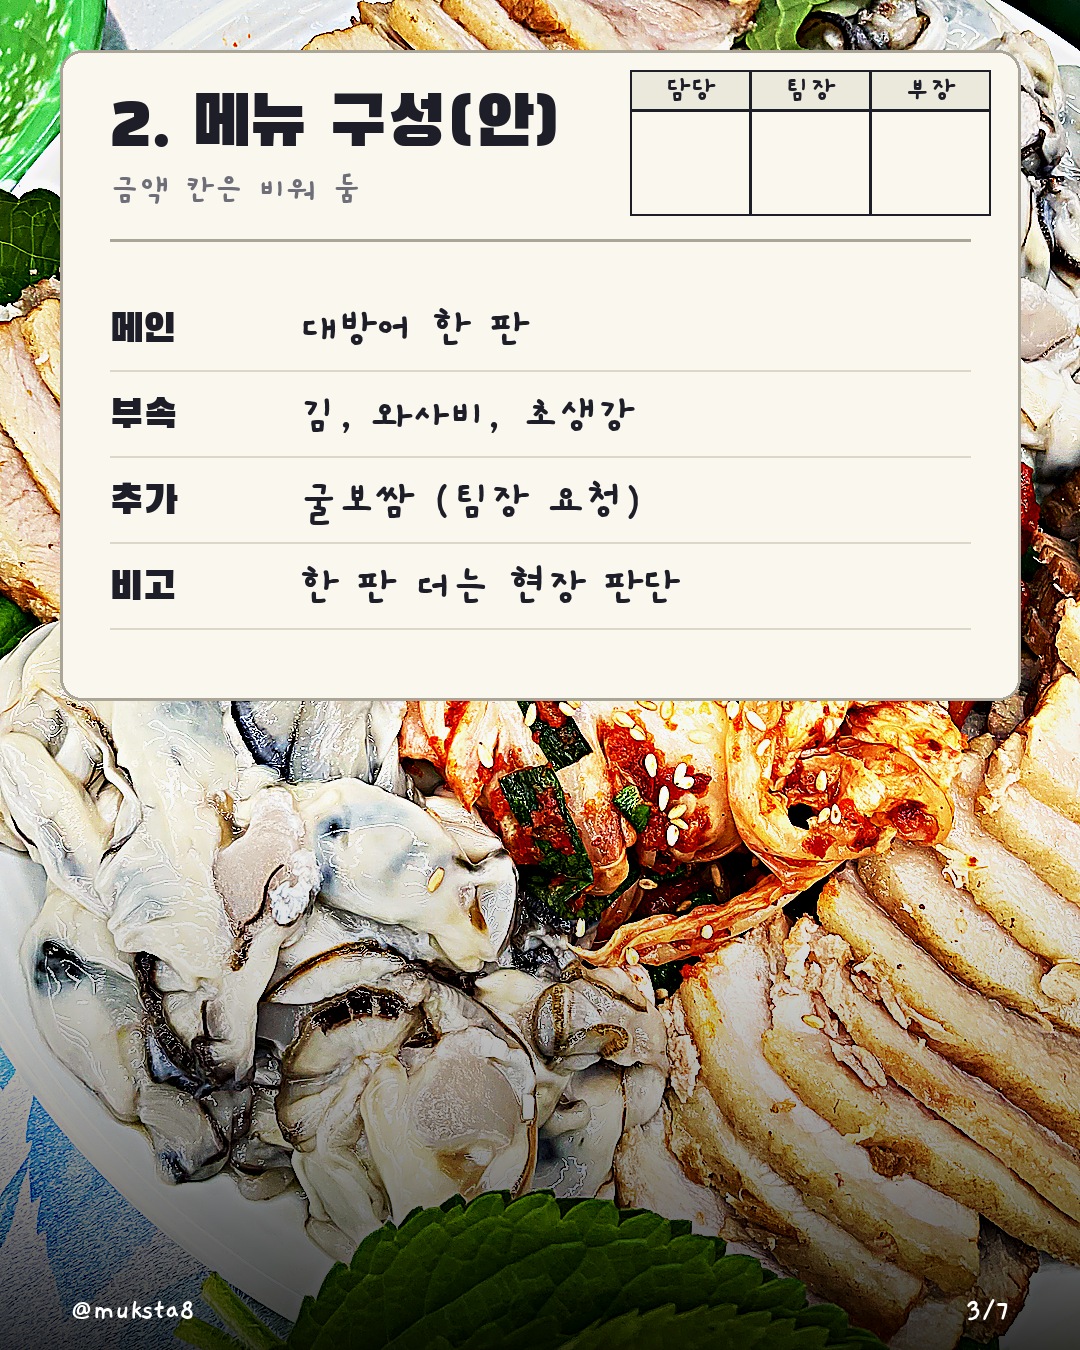 2. 메뉴 구성(안)
금액 칸은 비워 둠
담당 팀장 부장
메인 대방어 한 판
부속 김, 와사비, 초생강
추가 굴보쌈 (팀장 요청)
비고 한 판 더는 현장 판단
@muksta8
3/7